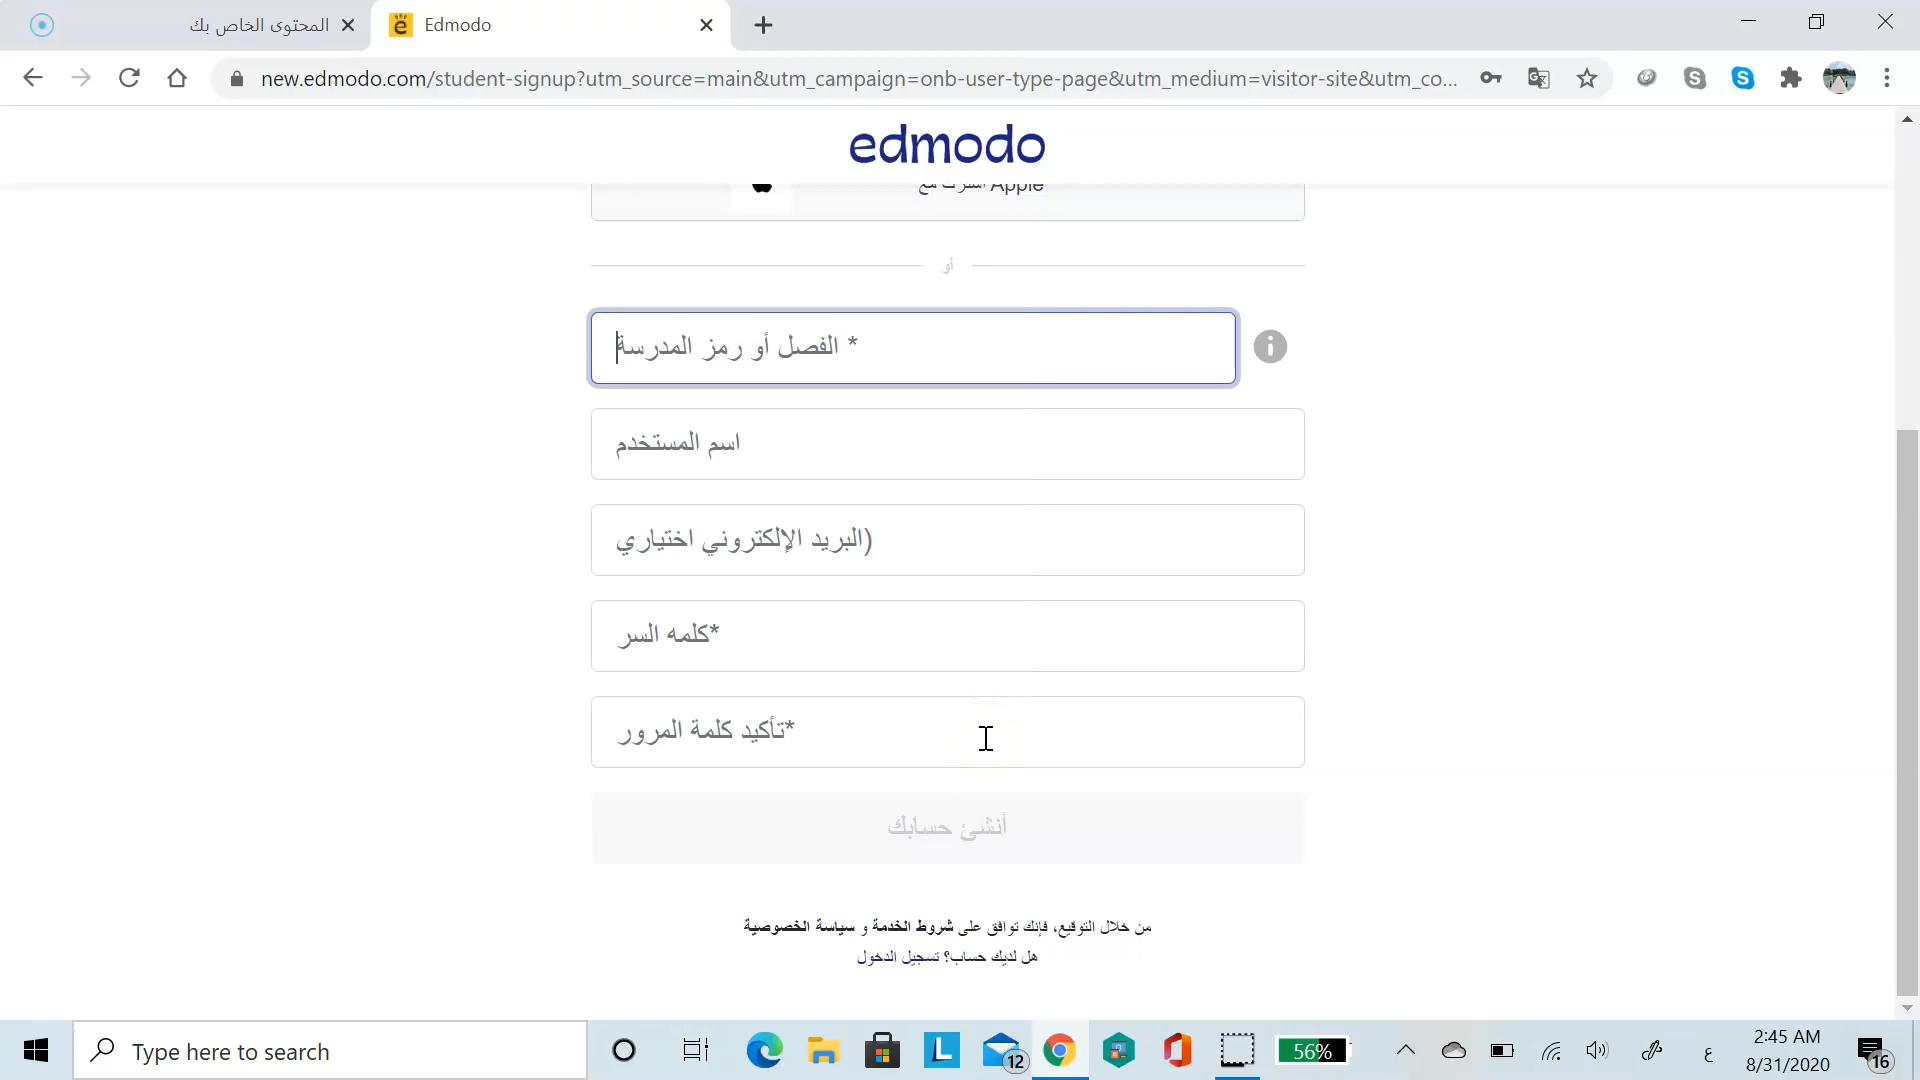 المحتوى الخاص بك
Edmodo
new.edmodo.com/student-signup?utm_source=main&utm_campaign=onb-user-type-page&utm_medium=visitor-site&utm_co...
edmodo
اشترك مع Apple
أو
* الفصل أو رمز المدرسة
اسم المستخدم
(البريد الإلكتروني اختياري
*كلمه السر
*تأكيد كلمة المرور
أنشئ حسابك
من خلال التوقيع، فإنك توافق على شروط الخدمة و سياسة الخصوصية
هل لديك حساب؟ تسجيل الدخول
Type here to search
12
56%
ع
2:45 AM
8/31/2020
16